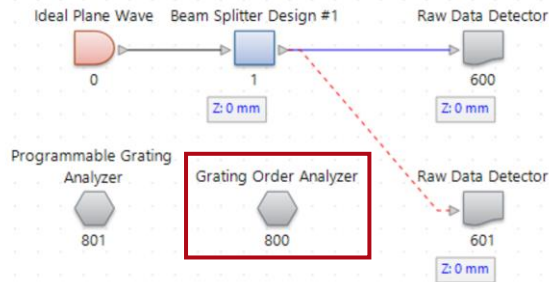 Ideal Plane Wave
Beam Splitter Design #1
Raw Data Detector
0
1
600
Z: 0 mm
Z: 0 mm
Programmable Grating
Analyzer
Grating Order Analyzer
Raw Data Detector
801
800
601
Z: 0 mm